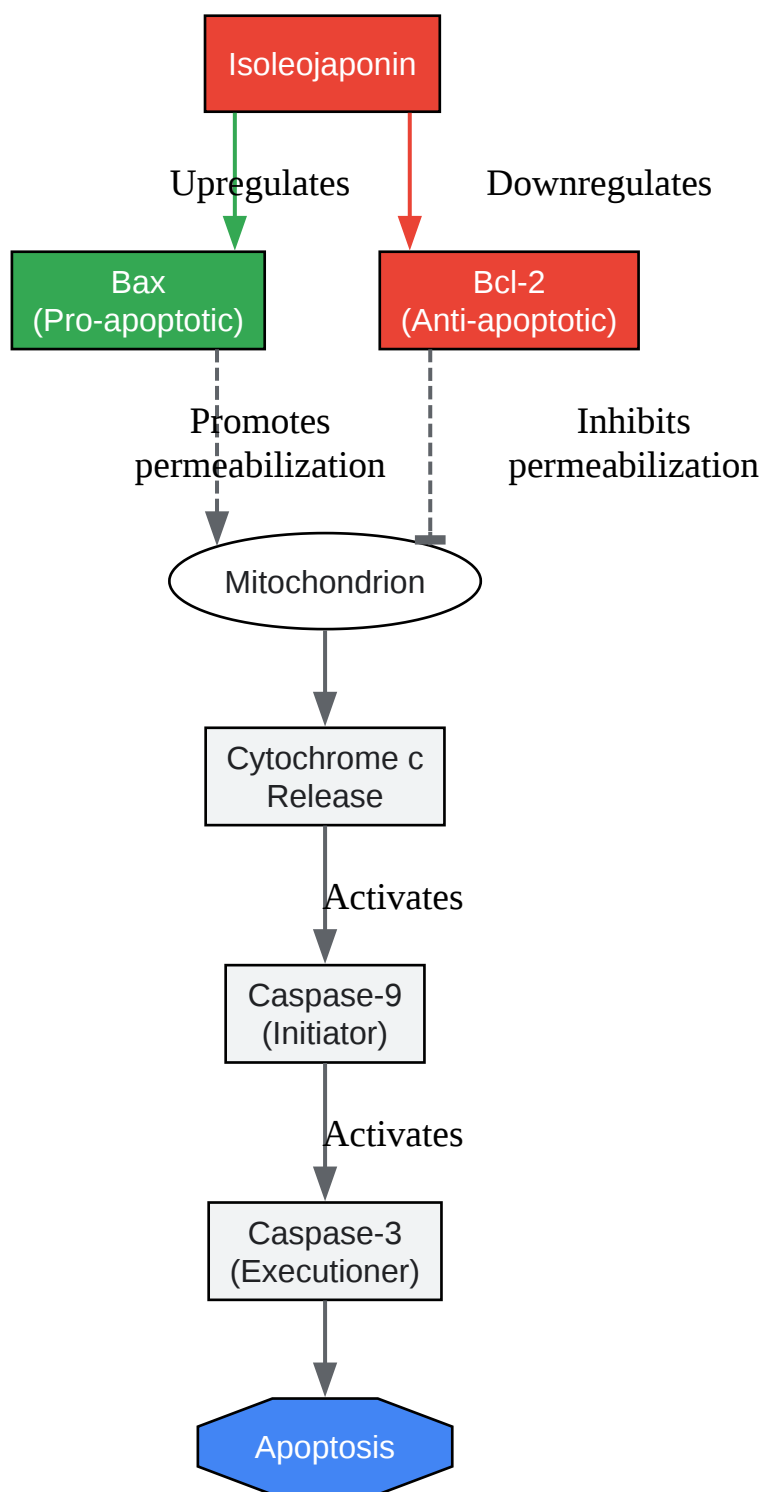 Isoleojaponin
Upregulates
Downregulates
Bax
(Pro-apoptotic)
Bcl-2
(Anti-apoptotic)
Promotes
permeabilization
Inhibits
permeabilization
Mitochondrion
Cytochrome c
Release
Activates
Caspase-9
(Initiator)
Activates
Caspase-3
(Executioner)
Apoptosis